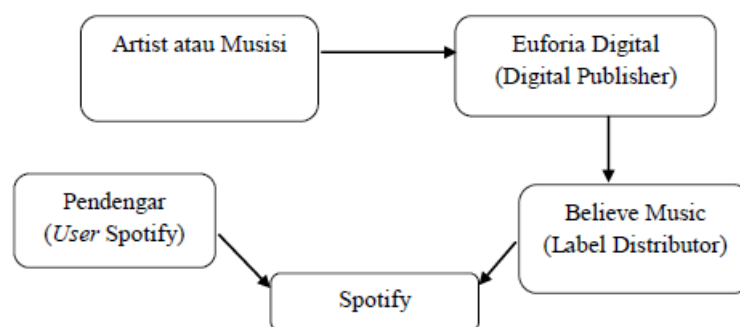 Artist atau Musisi
Euforia Digital
(Digital Publisher)
Pendengar
(User Spotify)
Believe Music
(Label Distributor)
Spotify